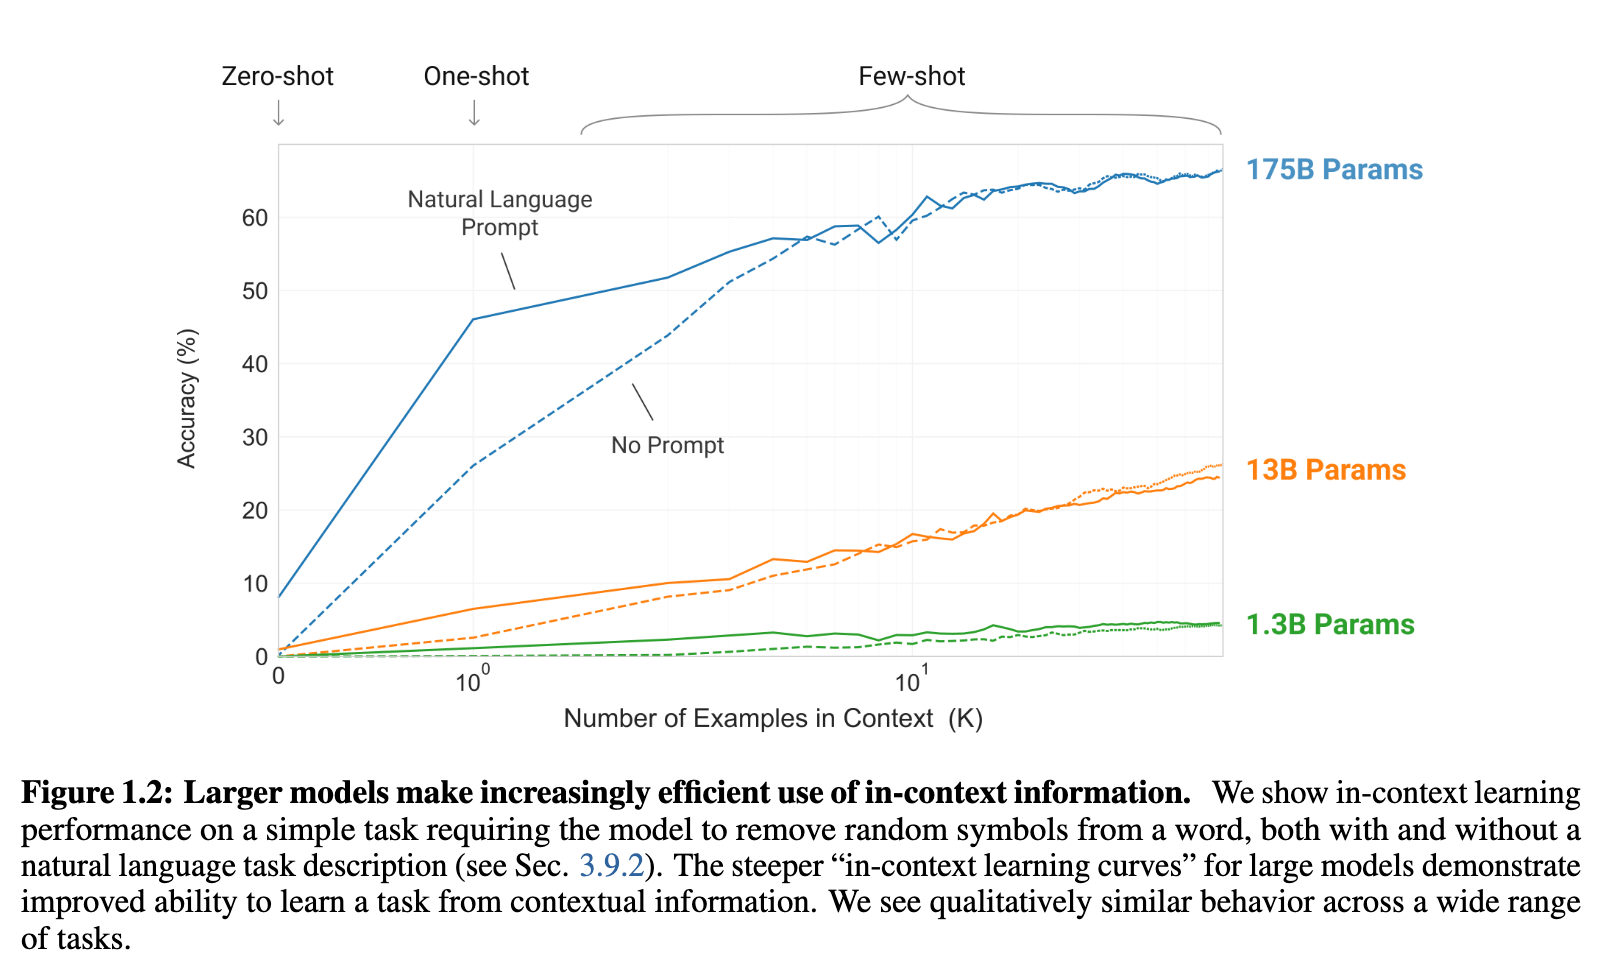 Zero-shot
One-shot
Few-shot
175B Params
Natural Language
Prompt
60
50
40
30
20
10
0
Accuracy (%)
No Prompt
13B Params
1.3B Params
0
10^0
10^1
Number of Examples in Context (K)
Figure 1.2: Larger models make increasingly efficient use of in-context information. We show in-context learning
performance on a simple task requiring the model to remove random symbols from a word, both with and without a
natural language task description (see Sec. 3.9.2). The steeper “in-context learning curves” for large models demonstrate
improved ability to learn a task from contextual information. We see qualitatively similar behavior across a wide range
of tasks.